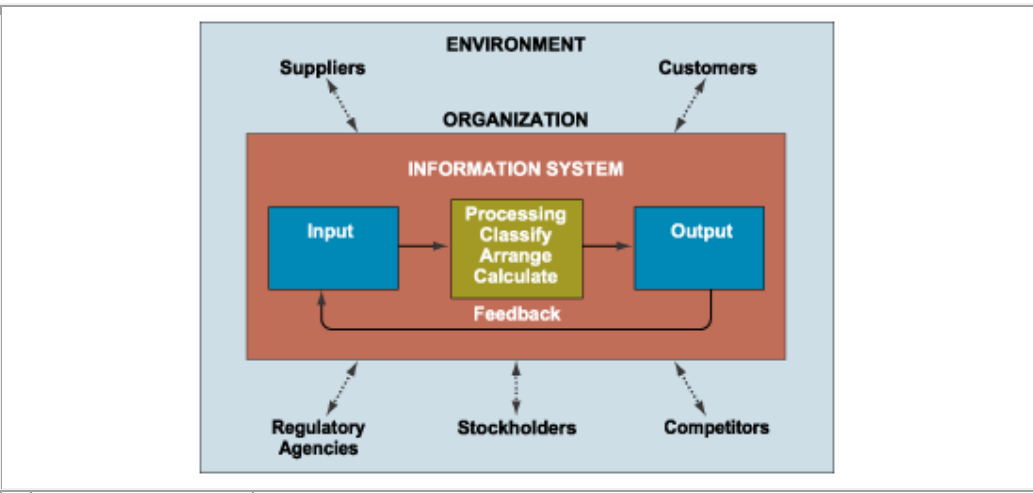 ENVIRONMENT
Suppliers
Customers
ORGANIZATION
INFORMATION SYSTEM
Input
Processing
Classify
Arrange
Calculate
Output
Feedback
Regulatory
Agencies
Stockholders
Competitors